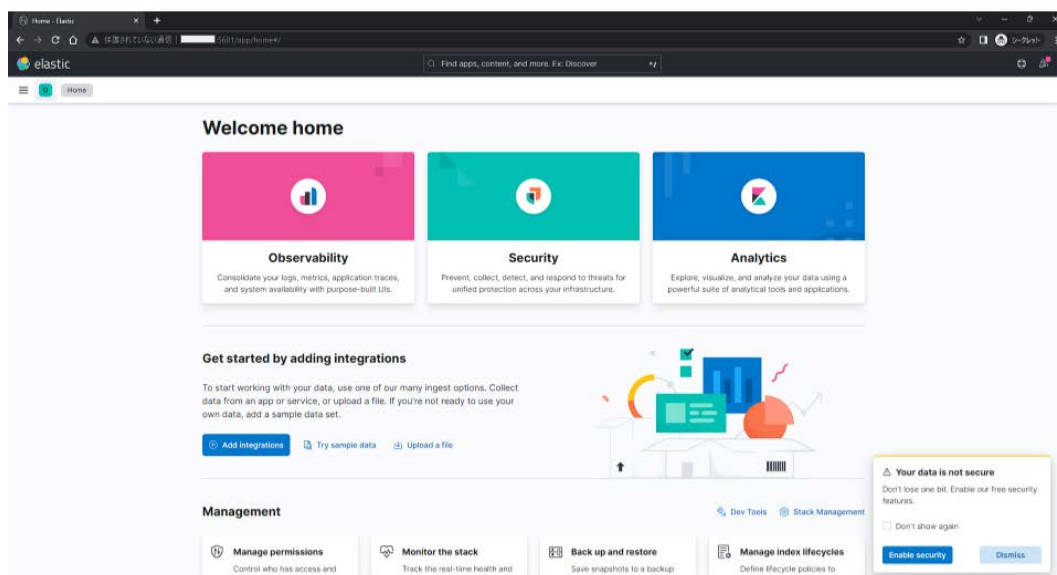 Home - Elastic
保護されていない通信
5601/app/home#/
シークレット
elastic
Find apps, content, and more. Ex: Discover
D
Home
Welcome home
Observability
Consolidate your logs, metrics, application traces,
and system availability with purpose-built UIs.
Security
Prevent, collect, detect, and respond to threats for
unified protection across your infrastructure.
Analytics
Explore, visualize, and analyze your data using a
powerful suite of analytical tools and applications.
Get started by adding integrations
To start working with your data, use one of our many ingest options. Collect
data from an app or service, or upload a file. If you're not ready to use your
own data, add a sample data set.
Add integrations
Try sample data
Upload a file
Management
Dev Tools
Stack Management
Manage permissions
Control who has access and
Monitor the stack
Track the real-time health and
Back up and restore
Save snapshots to a backup
Manage index lifecycles
Define lifecycle policies to
Your data is not secure
Don't lose one bit. Enable our free security
features.
Don't show again
Enable security
Dismiss